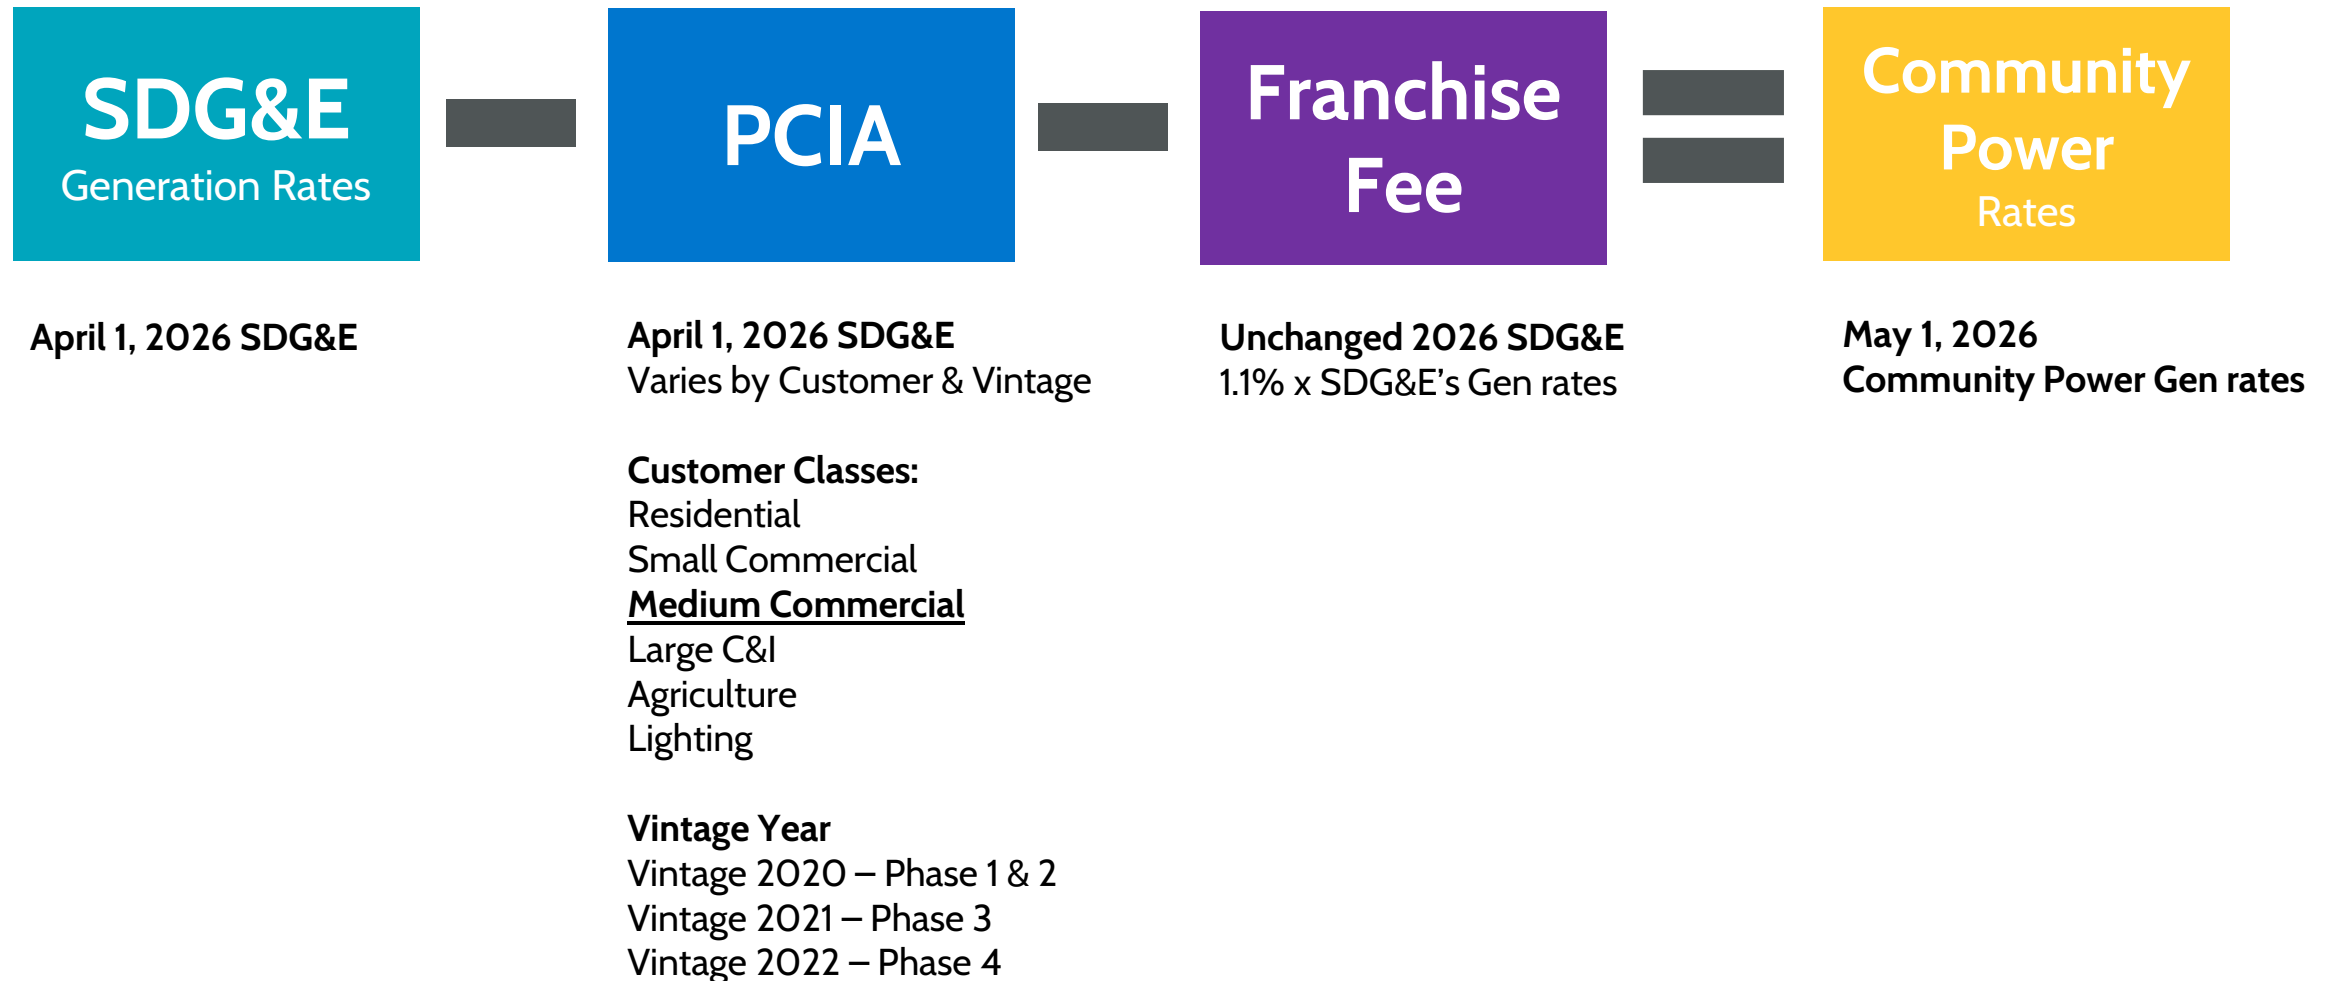 SDG&E
Generation Rates
PCIA
Franchise
Fee
Community
Power
Rates
April 1, 2026 SDG&E
April 1, 2026 SDG&E
Varies by Customer & Vintage
Customer Classes:
Residential
Small Commercial
Medium Commercial
Large C&I
Agriculture
Lighting
Vintage Year
Vintage 2020 – Phase 1 & 2
Vintage 2021 – Phase 3
Vintage 2022 – Phase 4
Unchanged 2026 SDG&E
1.1% x SDG&E’s Gen rates
May 1, 2026
Community Power Gen rates